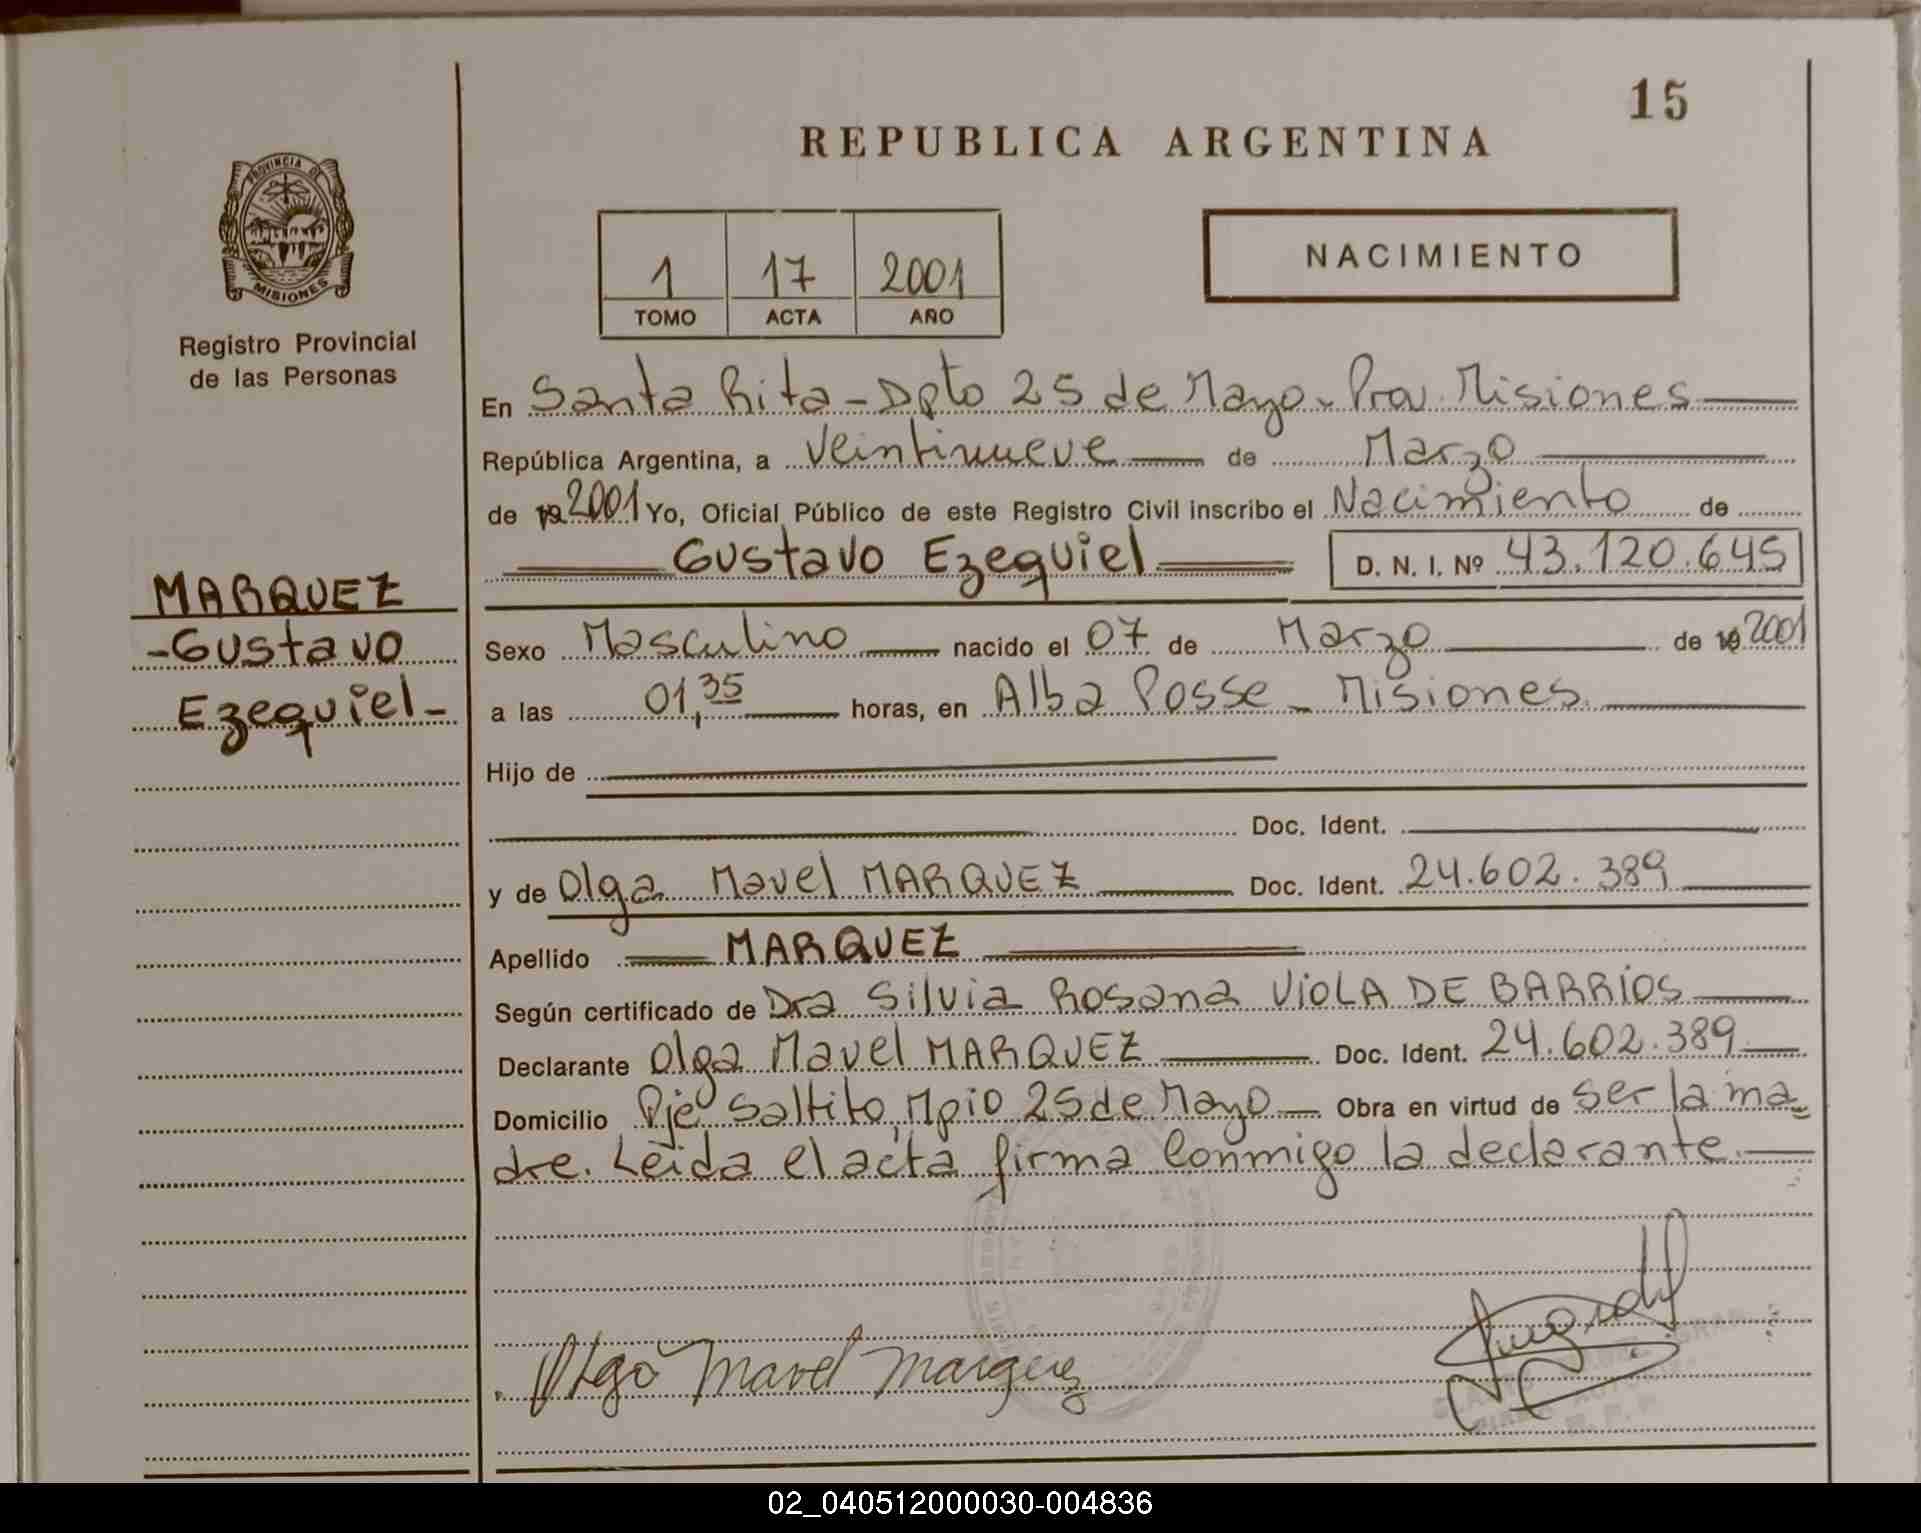 15
REPUBLICA ARGENTINA
PROVINCIA DE
MISIONES
Registro Provincial
de las Personas
1 17 2001
TOMO ACTA AÑO
NACIMIENTO
En Santa Rita - Dpto 25 de Mayo - Prov. Misiones
República Argentina, a Veintinueve de Marzo
de 19 2001 Yo, Oficial Público de este Registro Civil inscribo el Nacimiento de
Gustavo Ezequiel D. N. I. Nº 43.120.645
MARQUEZ
- Gustavo
Ezequiel -
Sexo Masculino nacido el 07 de Marzo de 19 2001
a las 01,35 horas, en Alba Posse - Misiones.
Hijo de
Doc. Ident.
y de Olga Mavel MARQUEZ Doc. Ident. 24.602.389
Apellido MARQUEZ
Según certificado de Dra Silvia Rosana VIOLA DE BARRIOS
Declarante Olga Mavel MARQUEZ Doc. Ident. 24.602.389
Domicilio Pje Saltito, Mpio 25 de Mayo Obra en virtud de ser la ma
dre. Leida el acta firma conmigo la declarante.
Olga Mavel Marquez
02_040512000030-004836